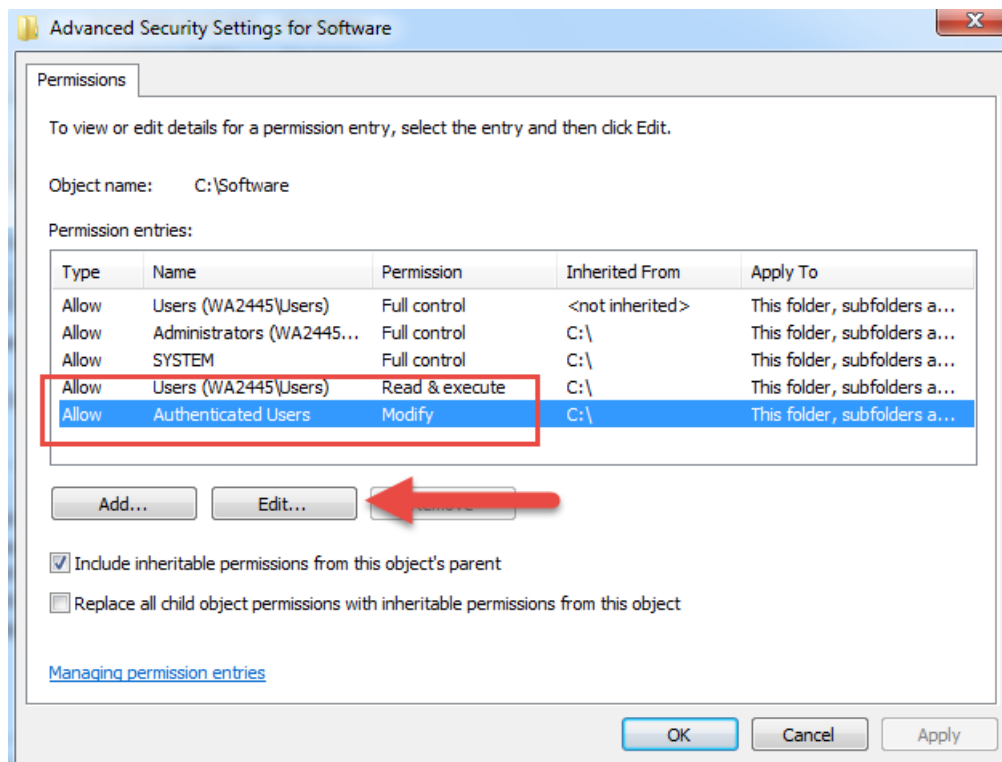 Advanced Security Settings for Software
Permissions
To view or edit details for a permission entry, select the entry and then click Edit.
Object name: C:\Software
Permission entries:
Type Name Permission Inherited From Apply To
Allow Users (WA2445\Users) Full control <not inherited> This folder, subfolders a...
Allow Administrators (WA2445... Full control C:\ This folder, subfolders a...
Allow SYSTEM Full control C:\ This folder, subfolders a...
Allow Users (WA2445\Users) Read & execute C:\ This folder, subfolders a...
Allow Authenticated Users Modify C:\ This folder, subfolders a...
Add... Edit...
Include inheritable permissions from this object's parent
Replace all child object permissions with inheritable permissions from this object
Managing permission entries
OK Cancel Apply